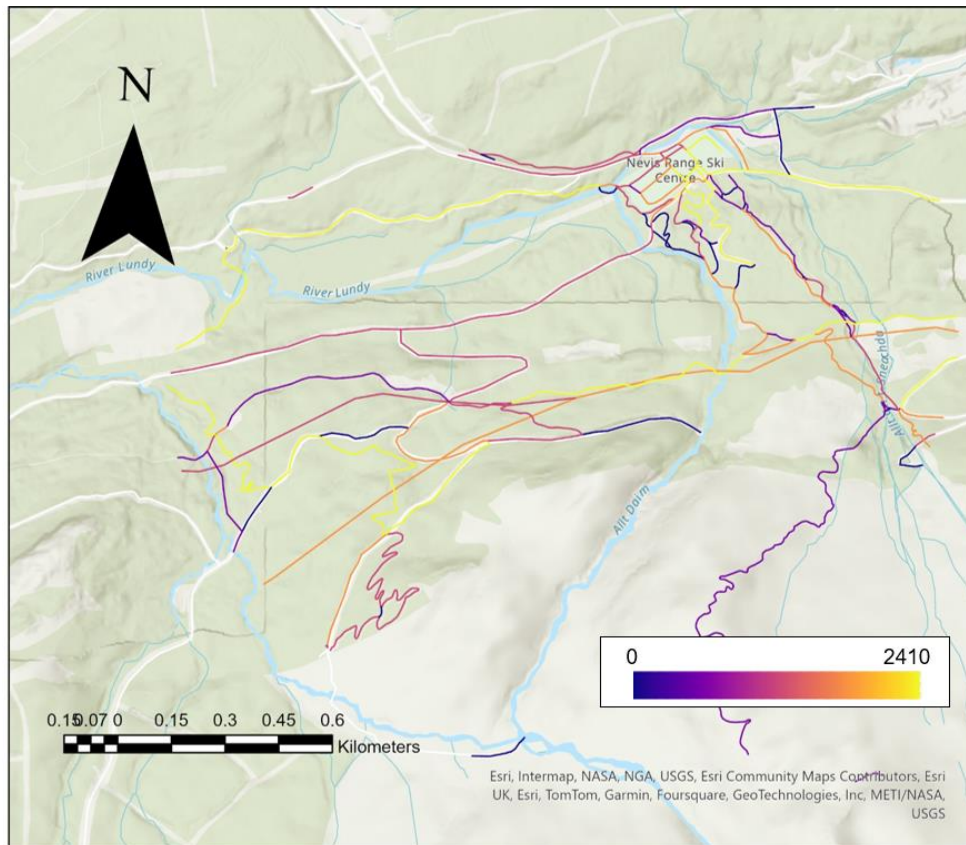 N
Nevis Range Ski
Centre
River Lundy
River Lundy
Allt Sneachda
Allt Daim
0 2410
0.15 0.07 0 0.15 0.3 0.45 0.6
Kilometers
Esri, Intermap, NASA, NGA, USGS, Esri Community Maps Contributors, Esri
UK, Esri, TomTom, Garmin, Foursquare, GeoTechnologies, Inc, METI/NASA,
USGS